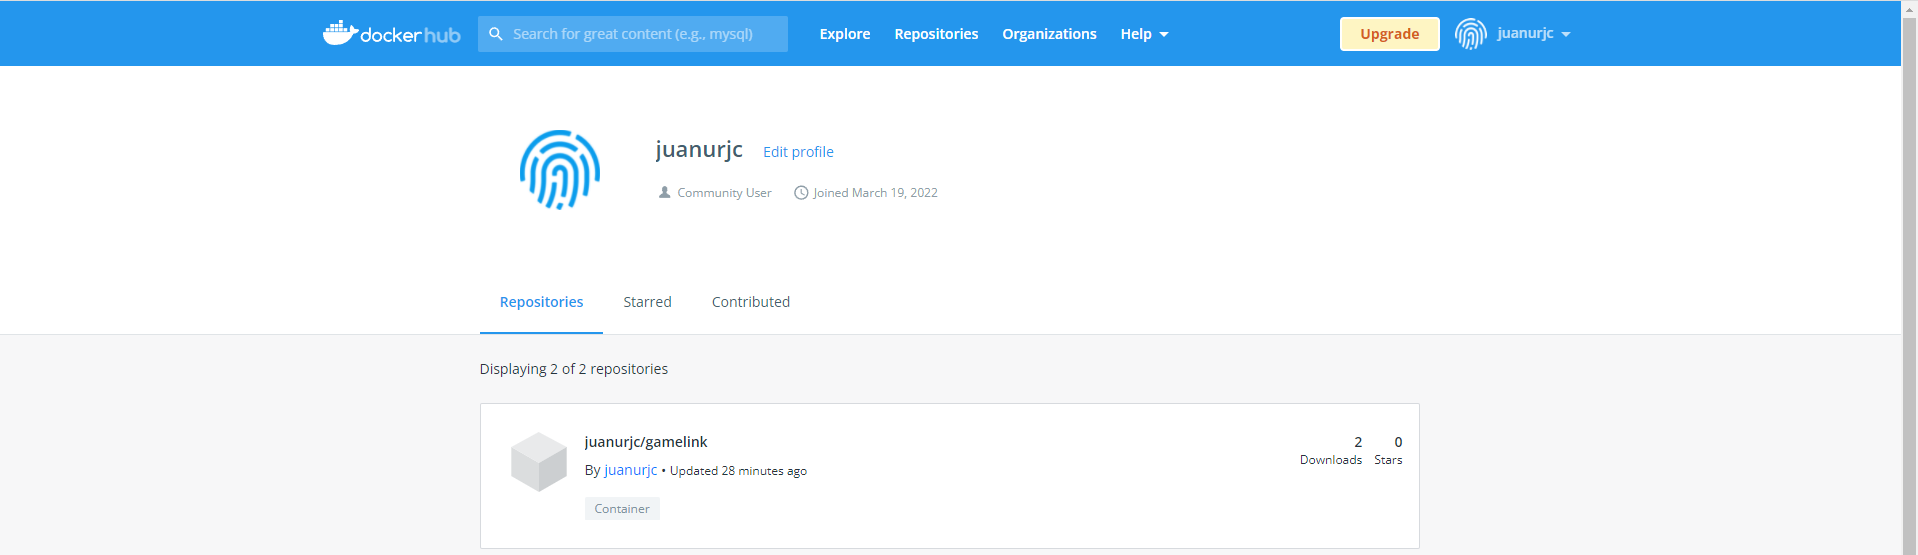 docker hub Search for great content (e.g., mysql) Explore Repositories Organizations Help Upgrade juanurjc
juanurjc Edit profile
Community User Joined March 19, 2022
Repositories Starred Contributed
Displaying 2 of 2 repositories
juanurjc/gamelink 2 0
Downloads Stars
By juanurjc • Updated 28 minutes ago
Container